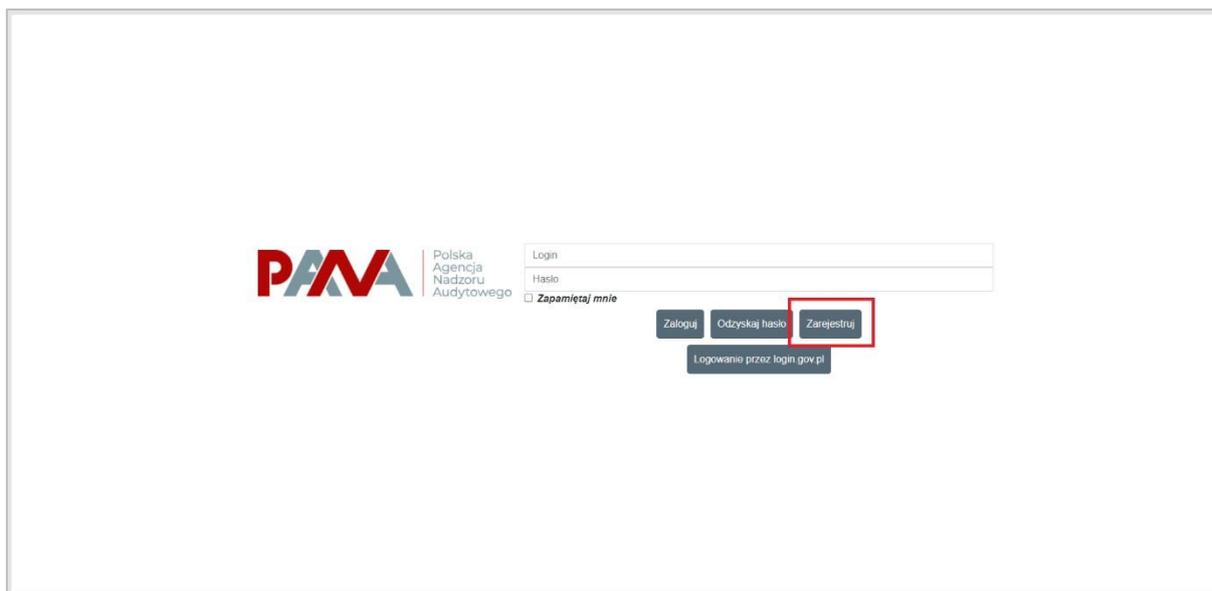 PANA
Polska
Agencja
Nadzoru
Audytowego
Login
Hasło
Zapamiętaj mnie
Zaloguj Odzyskaj hasło Zarejestruj
Logowanie przez login.gov.pl